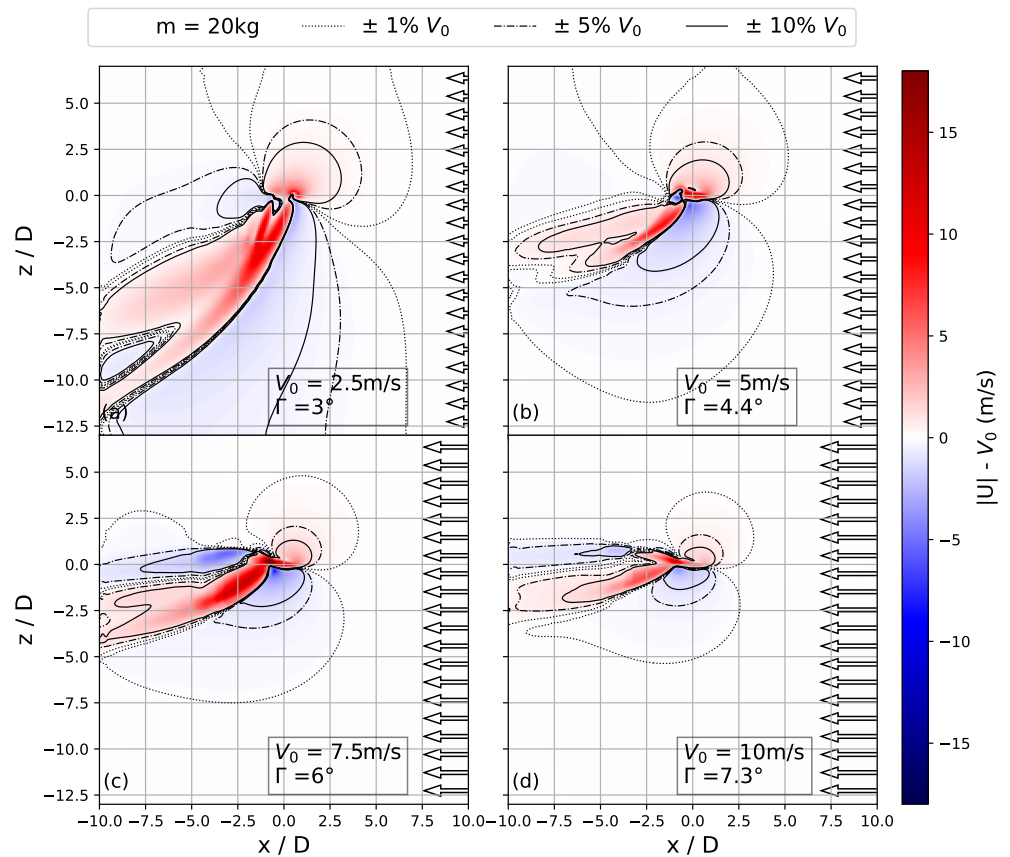 m = 20kg ± 1% V₀ ± 5% V₀ ± 10% V₀
5.0
2.5
0.0
−2.5
−5.0
−7.5
−10.0
−12.5
z / D
(a)
V₀ = 2.5m/s
Γ =3°
(b)
V₀ = 5m/s
Γ =4.4°
5.0
2.5
0.0
−2.5
−5.0
−7.5
−10.0
−12.5
z / D
(c)
V₀ = 7.5m/s
Γ =6°
(d)
V₀ = 10m/s
Γ =7.3°
−10.0 −7.5 −5.0 −2.5 0.0 2.5 5.0 7.5 10.0
x / D
−10.0 −7.5 −5.0 −2.5 0.0 2.5 5.0 7.5 10.0
x / D
15
10
5
0
−5
−10
−15
|U| - V₀ (m/s)